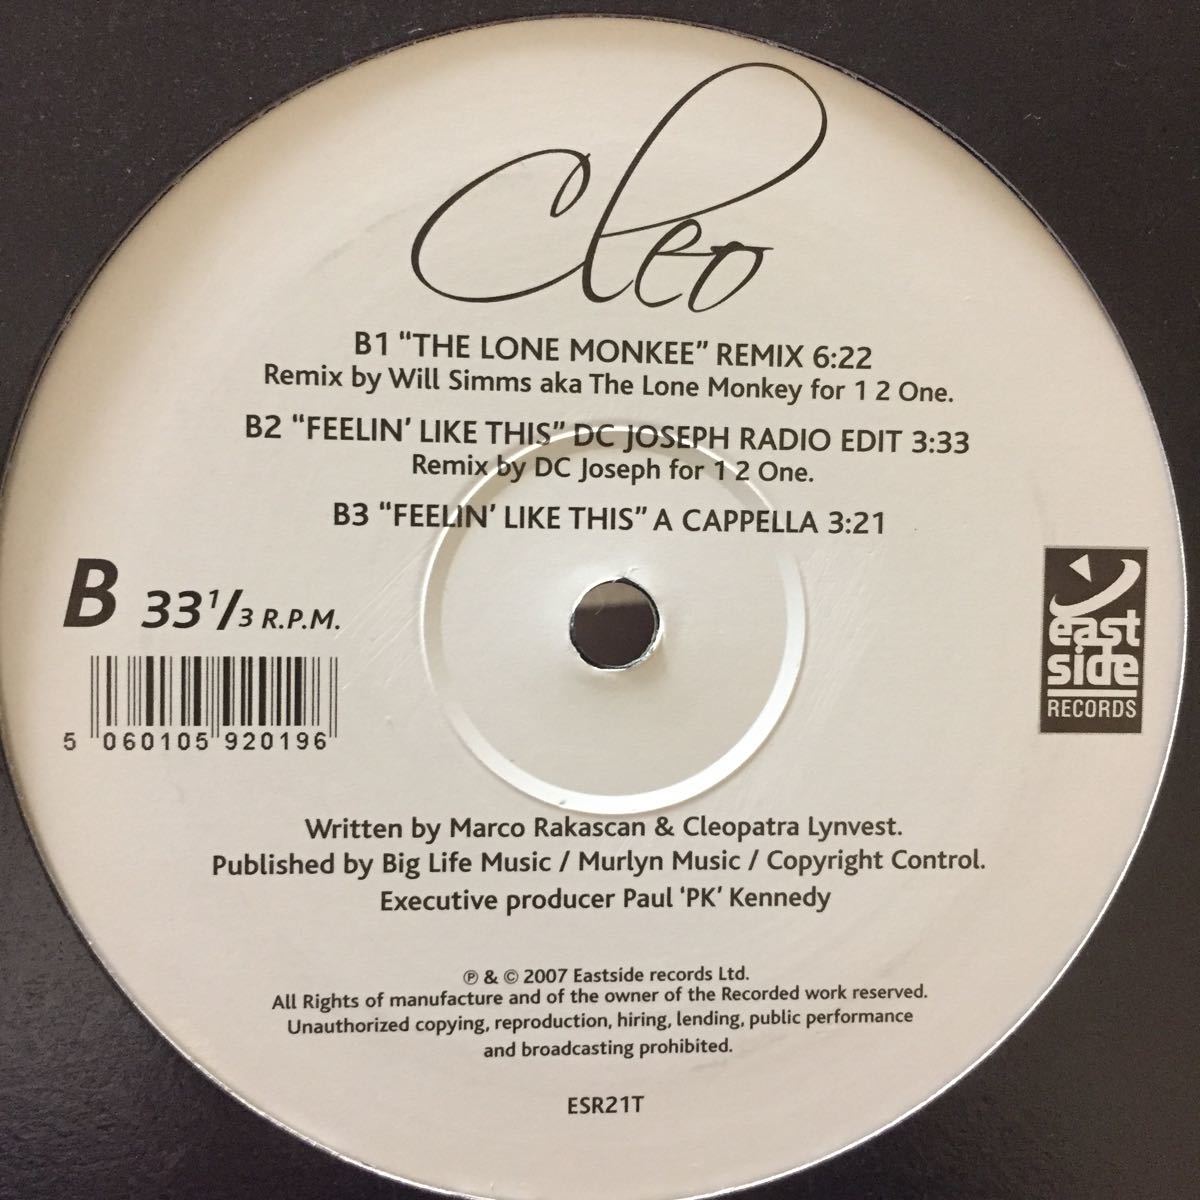 Cleo
B1 “THE LONE MONKEE” REMIX 6:22
Remix by Will Simms aka The Lone Monkey for 1 2 One.
B2 “FEELIN’ LIKE THIS” DC JOSEPH RADIO EDIT 3:33
Remix by DC Joseph for 1 2 One.
B3 “FEELIN’ LIKE THIS” A CAPPELLA 3:21
B 33 1/3 R.P.M.
5 060105 920196
east
side
RECORDS
Written by Marco Rakascan & Cleopatra Lynvest.
Published by Big Life Music / Murlyn Music / Copyright Control.
Executive producer Paul ‘PK’ Kennedy
℗ & © 2007 Eastside records Ltd.
All Rights of manufacture and of the owner of the Recorded work reserved.
Unauthorized copying, reproduction, hiring, lending, public performance
and broadcasting prohibited.
ESR21T